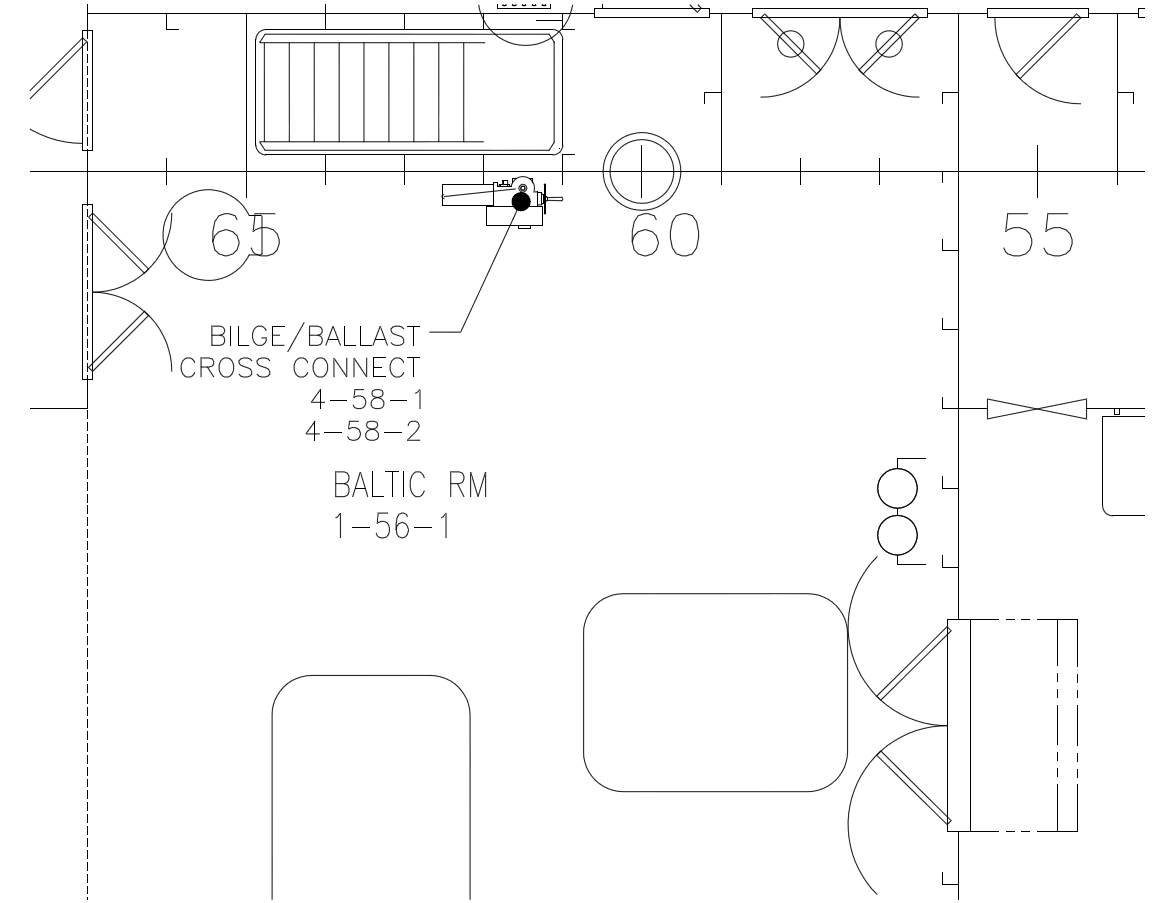 65
60
55
BILGE/BALLAST
CROSS CONNECT
4-58-1
4-58-2
BALTIC RM
1-56-1